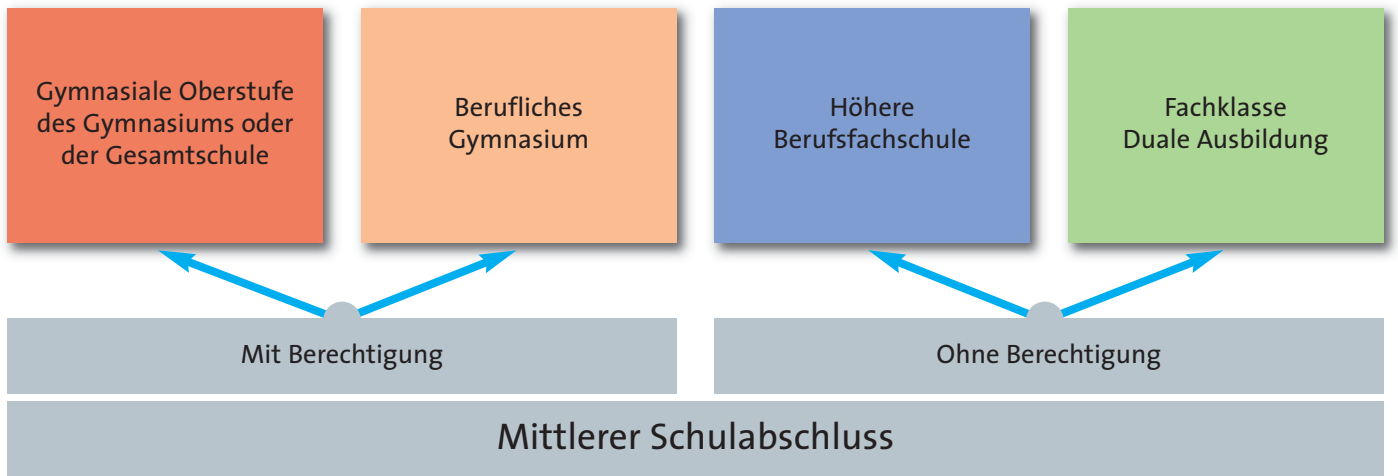 Gymnasiale Oberstufe
des Gymnasiums oder
der Gesamtschule
Berufliches
Gymnasium
Höhere
Berufsfachschule
Fachklasse
Duale Ausbildung
Mit Berechtigung
Ohne Berechtigung
Mittlerer Schulabschluss